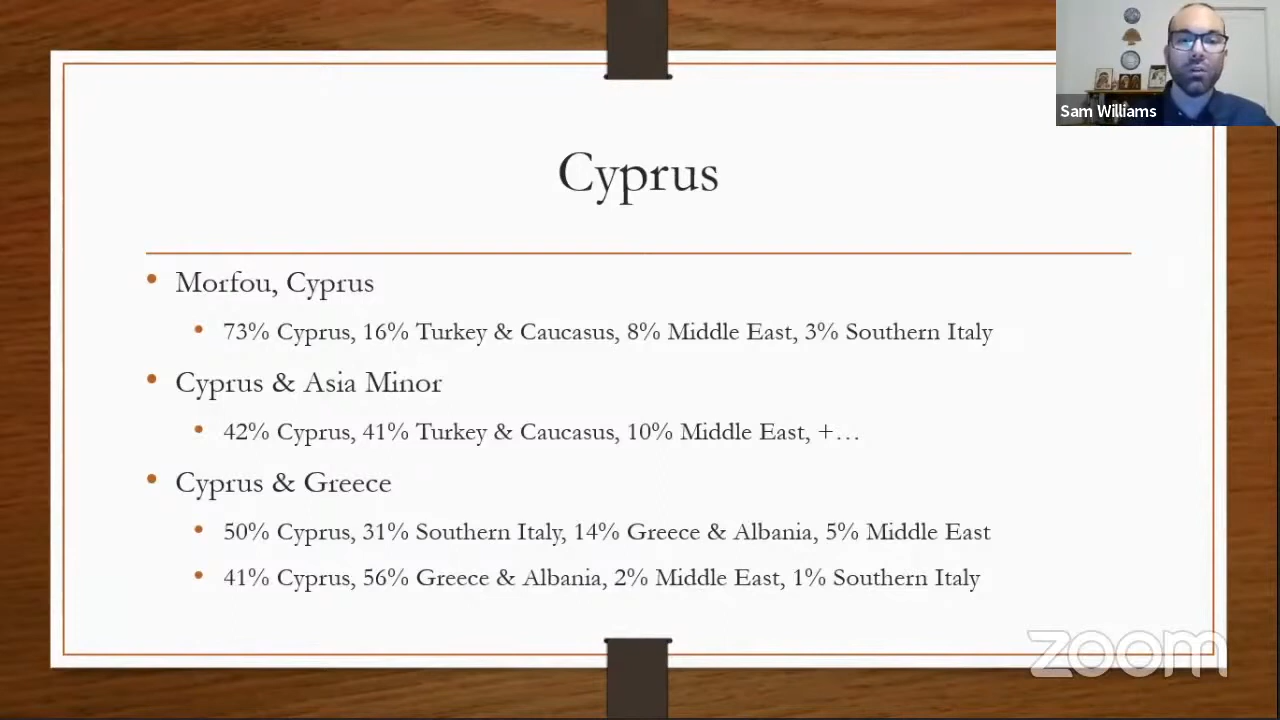 Sam Williams
Cyprus
Morfou, Cyprus
73% Cyprus, 16% Turkey & Caucasus, 8% Middle East, 3% Southern Italy
Cyprus & Asia Minor
42% Cyprus, 41% Turkey & Caucasus, 10% Middle East, +…
Cyprus & Greece
50% Cyprus, 31% Southern Italy, 14% Greece & Albania, 5% Middle East
41% Cyprus, 56% Greece & Albania, 2% Middle East, 1% Southern Italy
zoom